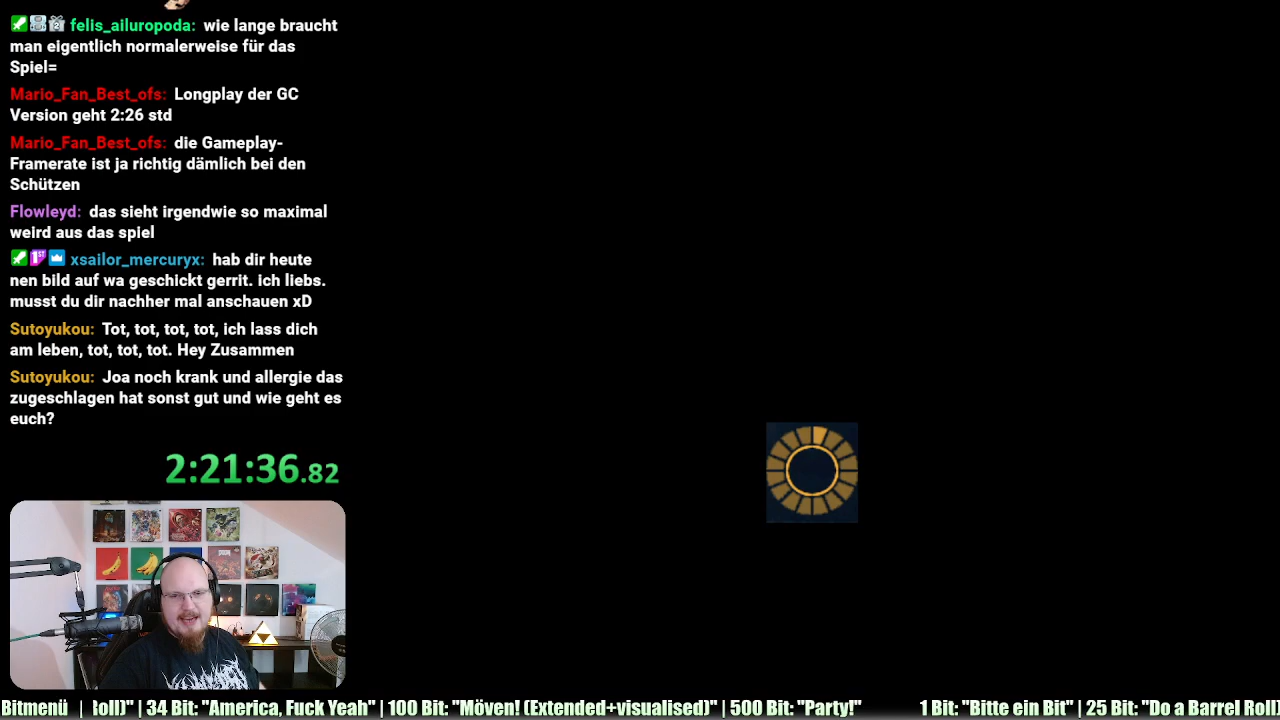 felis_ailuropoda: wie lange braucht
man eigentlich normalerweise für das
Spiel=
Mario_Fan_Best_ofs: Longplay der GC
Version geht 2:26 std
Mario_Fan_Best_ofs: die Gameplay-
Framerate ist ja richtig dämlich bei den
Schützen
Flowleyd: das sieht irgendwie so maximal
weird aus das spiel
xsailor_mercuryx: hab dir heute
nen bild auf wa geschickt gerrit. ich liebs.
musst du dir nachher mal anschauen xD
Sutoyukou: Tot, tot, tot, tot, ich lass dich
am leben, tot, tot, tot. Hey Zusammen
Sutoyukou: Joa noch krank und allergie das
zugeschlagen hat sonst gut und wie geht es
euch?
2:21:36.82
Bitmenü | Roll)" | 34 Bit: "America, Fuck Yeah" | 100 Bit: "Möven! (Extended+visualised)" | 500 Bit: "Party!" 1 Bit: "Bitte ein Bit" | 25 Bit: "Do a Barrel Roll)